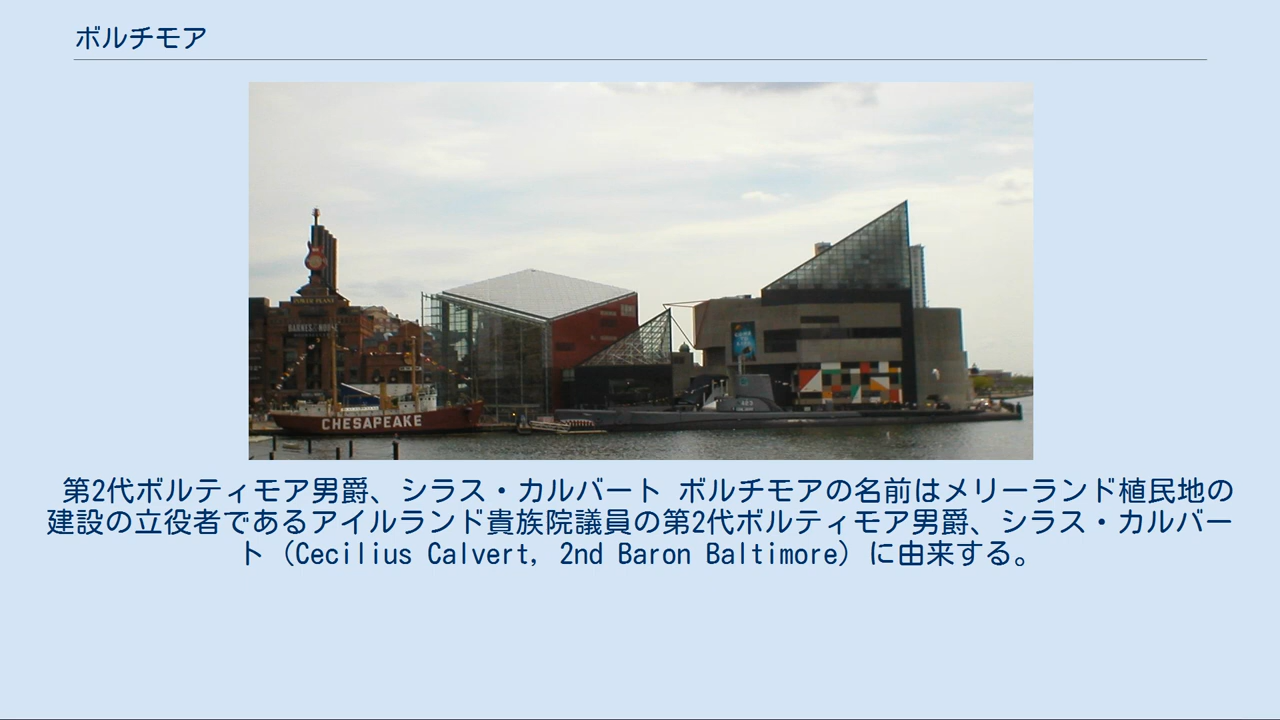 ボルチモア
POWER PLANT
BARNES & NOBLE
CHESAPEAKE
第2代ボルティモア男爵、シラス・カルバート ボルチモアの名前はメリーランド植民地の
建設の立役者であるアイルランド貴族院議員の第2代ボルティモア男爵、シラス・カルバー
ト（Cecilius Calvert, 2nd Baron Baltimore）に由来する。